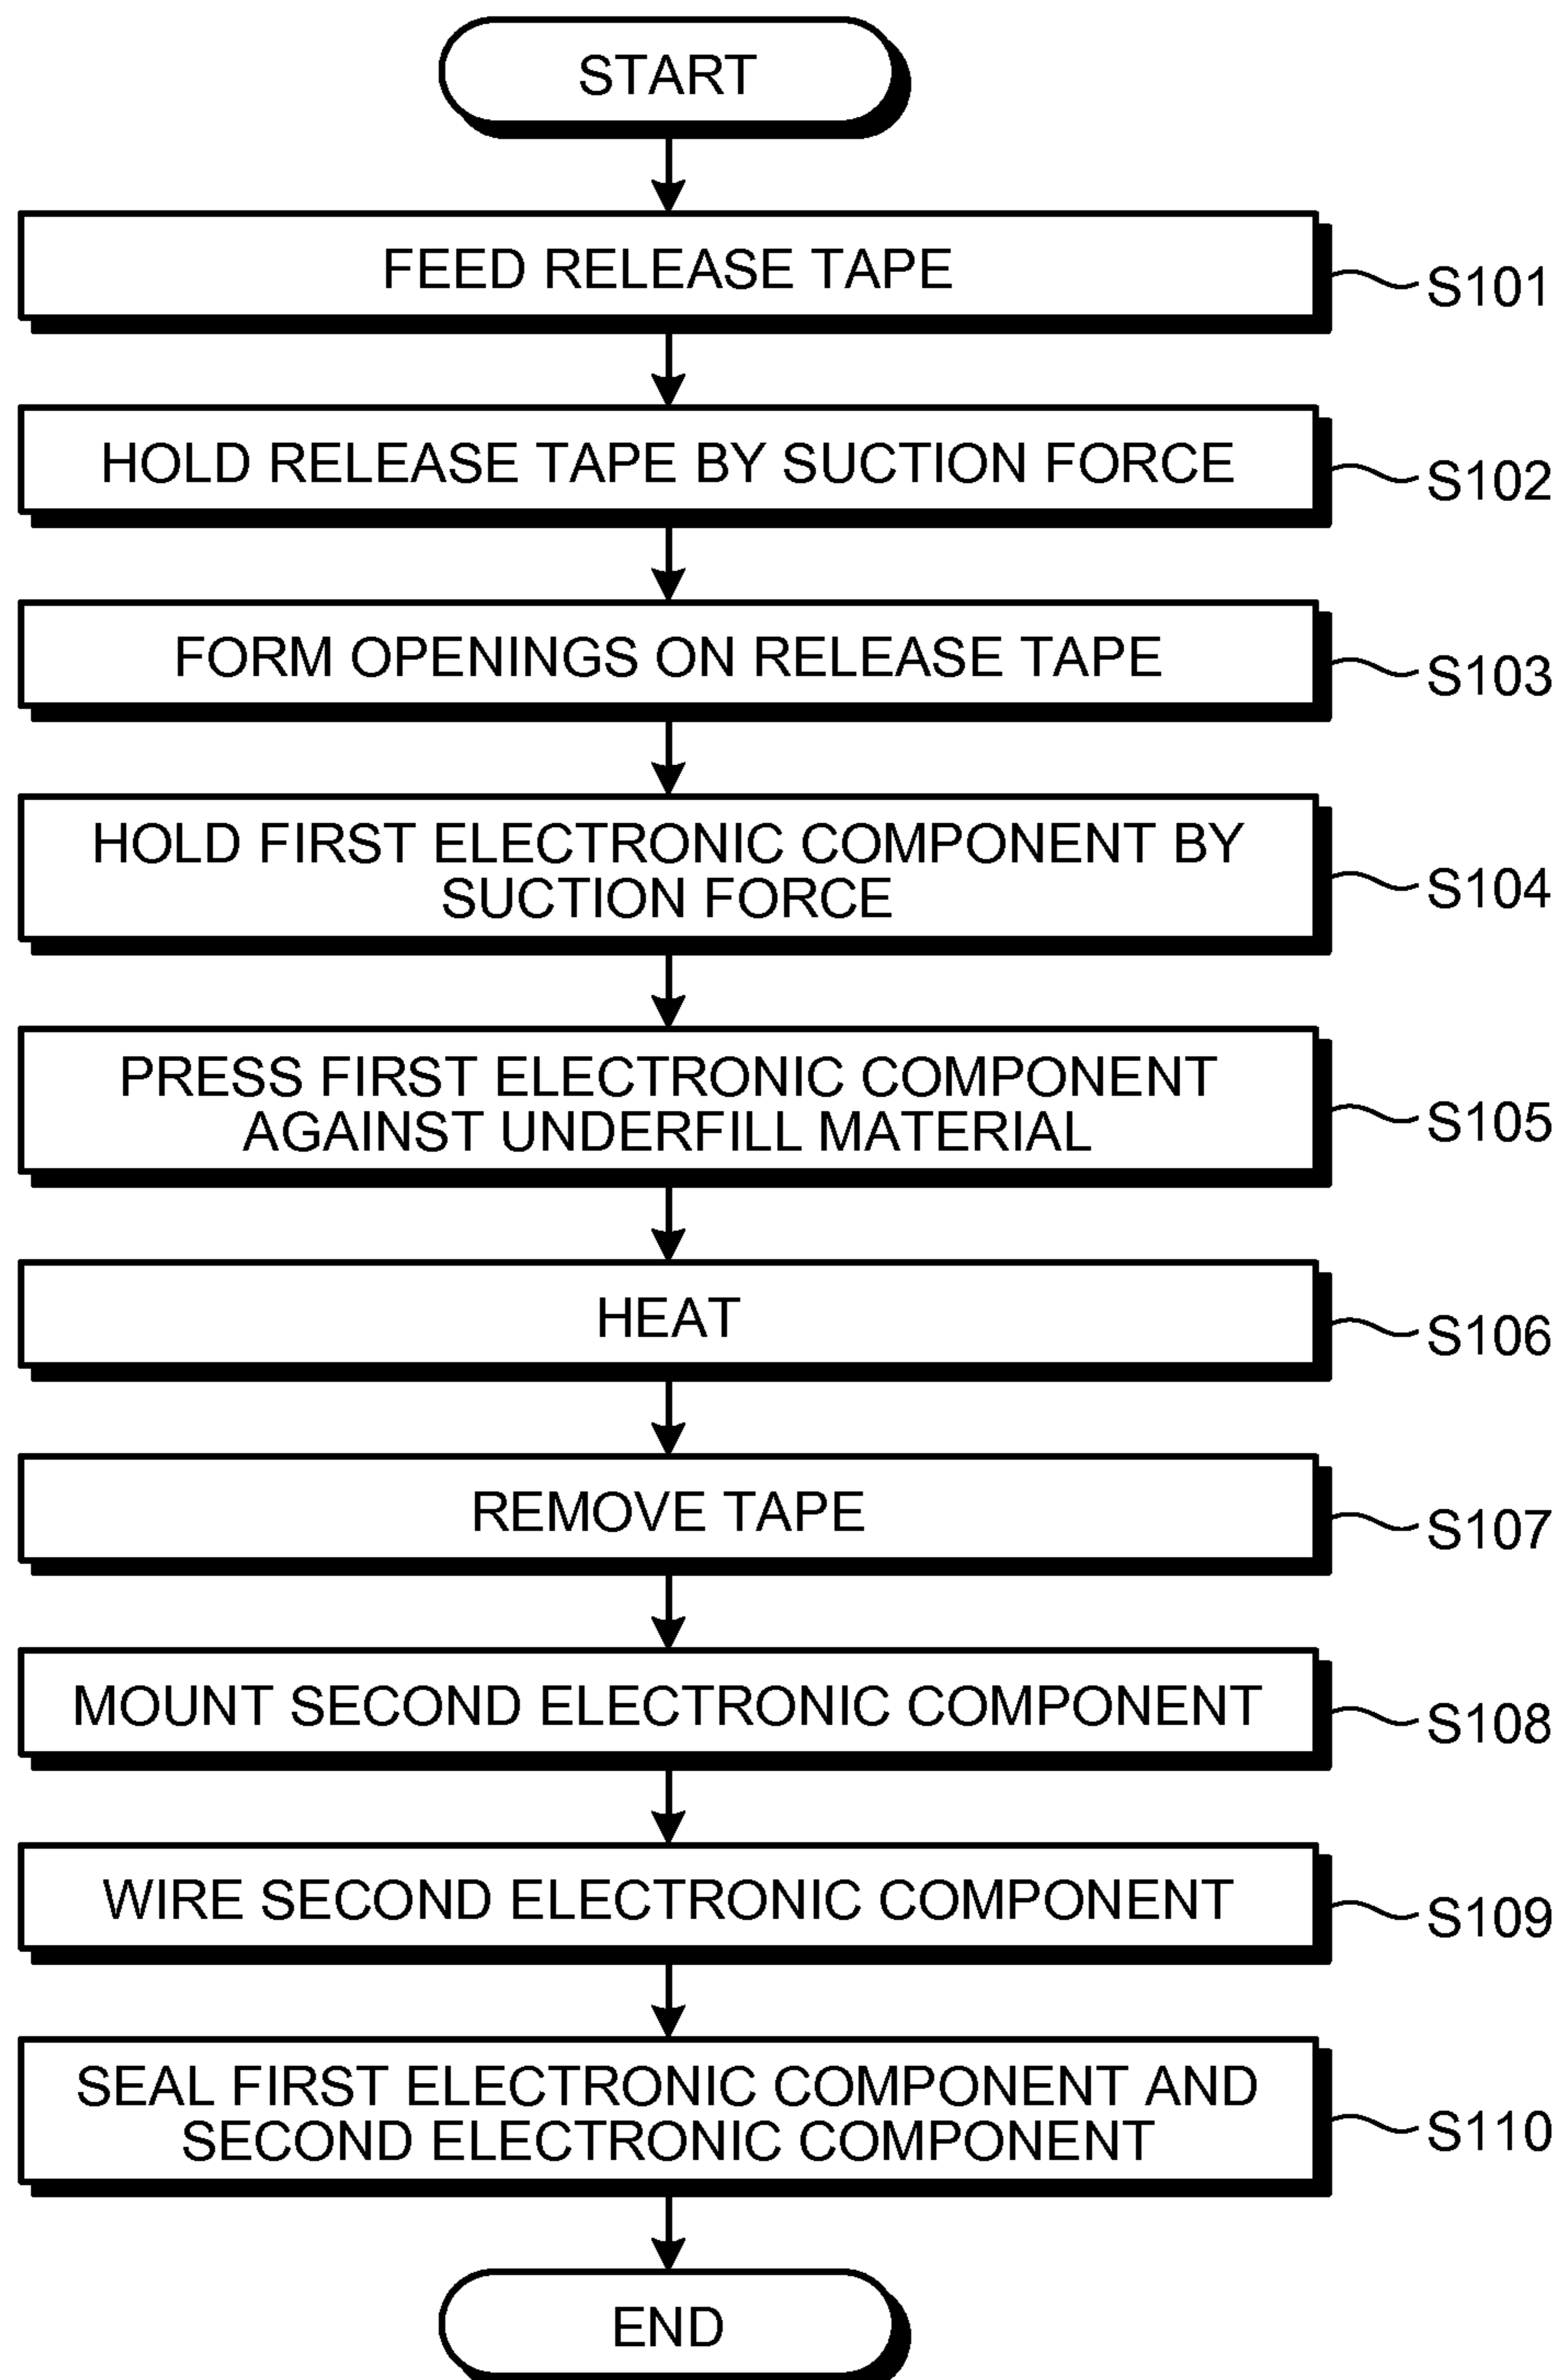 START
FEED RELEASE TAPE
S101
HOLD RELEASE TAPE BY SUCTION FORCE
S102
FORM OPENINGS ON RELEASE TAPE
S103
HOLD FIRST ELECTRONIC COMPONENT BY
SUCTION FORCE
S104
PRESS FIRST ELECTRONIC COMPONENT
AGAINST UNDERFILL MATERIAL
S105
HEAT
S106
REMOVE TAPE
S107
MOUNT SECOND ELECTRONIC COMPONENT
S108
WIRE SECOND ELECTRONIC COMPONENT
S109
SEAL FIRST ELECTRONIC COMPONENT AND
SECOND ELECTRONIC COMPONENT
S110
END